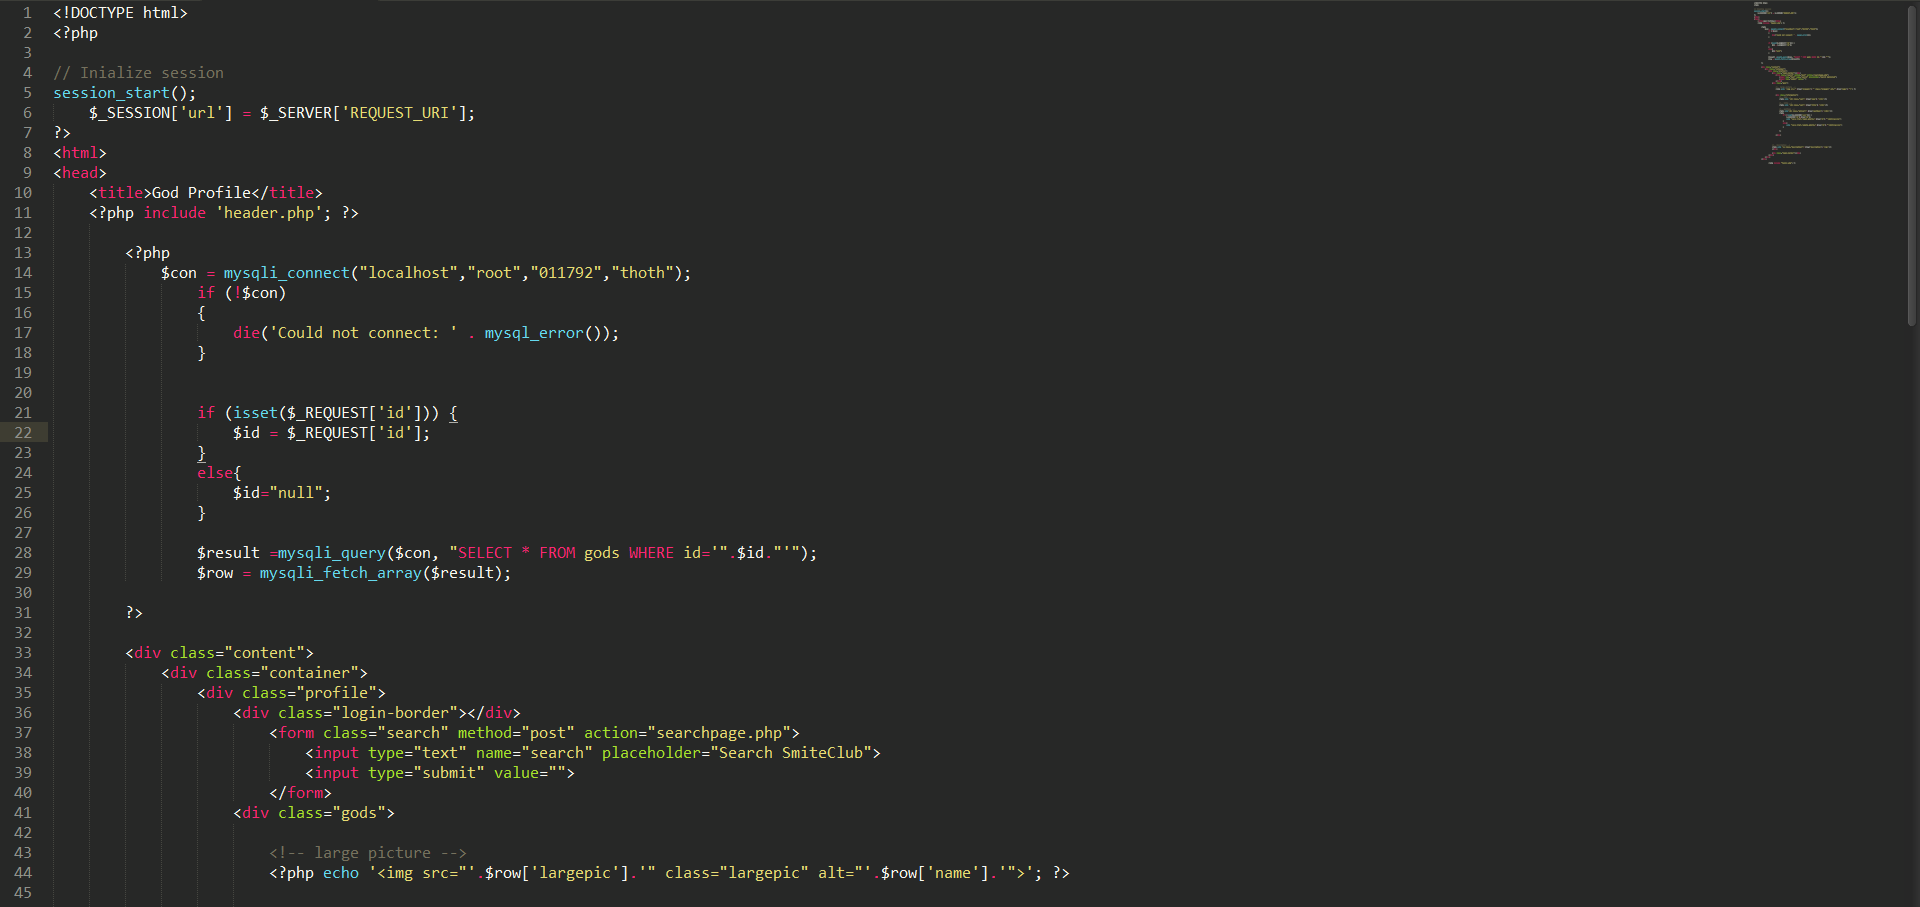 1 <!DOCTYPE html>
2 <?php
3
4 // Inialize session
5 session_start();
6     $_SESSION['url'] = $_SERVER['REQUEST_URI'];
7 ?>
8 <html>
9 <head>
10     <title>God Profile</title>
11     <?php include 'header.php'; ?>
12
13         <?php
14             $con = mysqli_connect("localhost","root","011792","thoth");
15                 if (!$con)
16                 {
17                     die('Could not connect: ' . mysql_error());
18                 }
19
20
21                 if (isset($_REQUEST['id'])) {
22                     $id = $_REQUEST['id'];
23                 }
24                 else{
25                     $id="null";
26                 }
27
28                 $result =mysqli_query($con, "SELECT * FROM gods WHERE id='".$id."'");
29                 $row = mysqli_fetch_array($result);
30
31         ?>
32
33         <div class="content">
34             <div class="container">
35                 <div class="profile">
36                     <div class="login-border"></div>
37                         <form class="search" method="post" action="searchpage.php">
38                             <input type="text" name="search" placeholder="Search SmiteClub">
39                             <input type="submit" value="">
40                         </form>
41                     <div class="gods">
42
43                         <!-- large picture -->
44                         <?php echo '<img src="'.$row['largepic'].'" class="largepic" alt="'.$row['name'].'">'; ?>
45